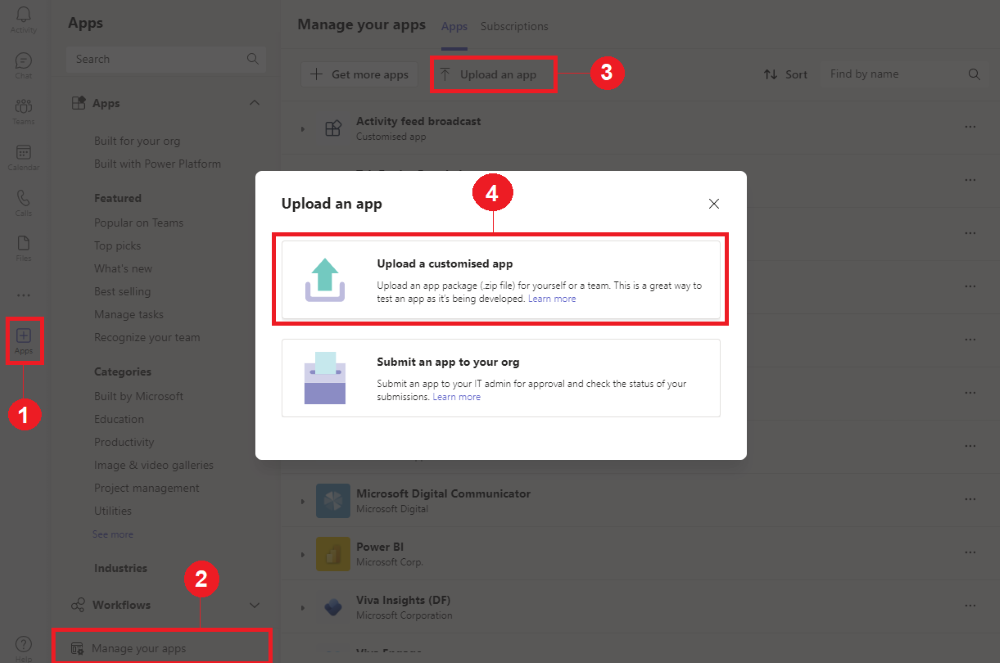 Activity
Chat
Teams
Calendar
Calls
Files
Apps
1
Help
Apps
Search
Apps
Built for your org
Built with Power Platform
Featured
Popular on Teams
Top picks
What's new
Best selling
Manage tasks
Recognize your team
Categories
Built by Microsoft
Education
Productivity
Image & video galleries
Project management
Utilities
See more
Industries
2
Workflows
Manage your apps
Manage your apps Apps Subscriptions
Get more apps Upload an app 3 Sort Find by name
Activity feed broadcast
Customised app
4
Upload an app
Upload a customised app
Upload an app package (.zip file) for yourself or a team. This is a great way to
test an app as it's being developed. Learn more
Submit an app to your org
Submit an app to your IT admin for approval and check the status of your
submissions. Learn more
Microsoft Digital Communicator
Microsoft Digital
Power BI
Microsoft Corp.
Viva Insights (DF)
Microsoft Corporation
Viva Engage